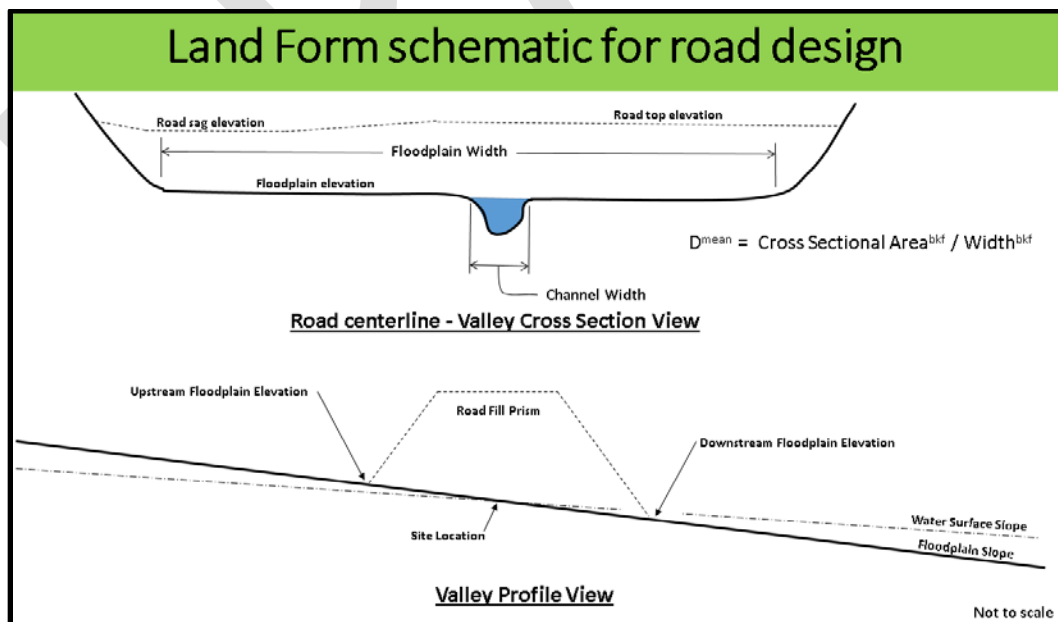 Land Form schematic for road design
Road sag elevation
Road top elevation
Floodplain Width
Floodplain elevation
D^mean = Cross Sectional Area^bkf / Width^bkf
Channel Width
Road centerline - Valley Cross Section View
Upstream Floodplain Elevation
Road Fill Prism
Downstream Floodplain Elevation
Water Surface Slope
Site Location
Floodplain Slope
Valley Profile View
Not to scale